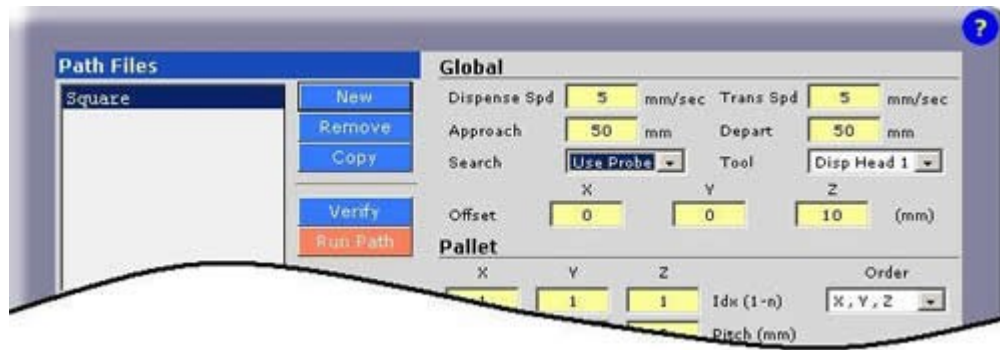 ?
Path Files
Square
New
Remove
Copy
Verify
Run Path
Global
Dispense Spd 5 mm/sec Trans Spd 5 mm/sec
Approach 50 mm Depart 50 mm
Search Use Probe Tool Disp Head 1
X Y Z
Offset 0 0 10 (mm)
Pallet
X Y Z Order
1 1 1 Idx (1-n) X, Y, Z
Pitch (mm)